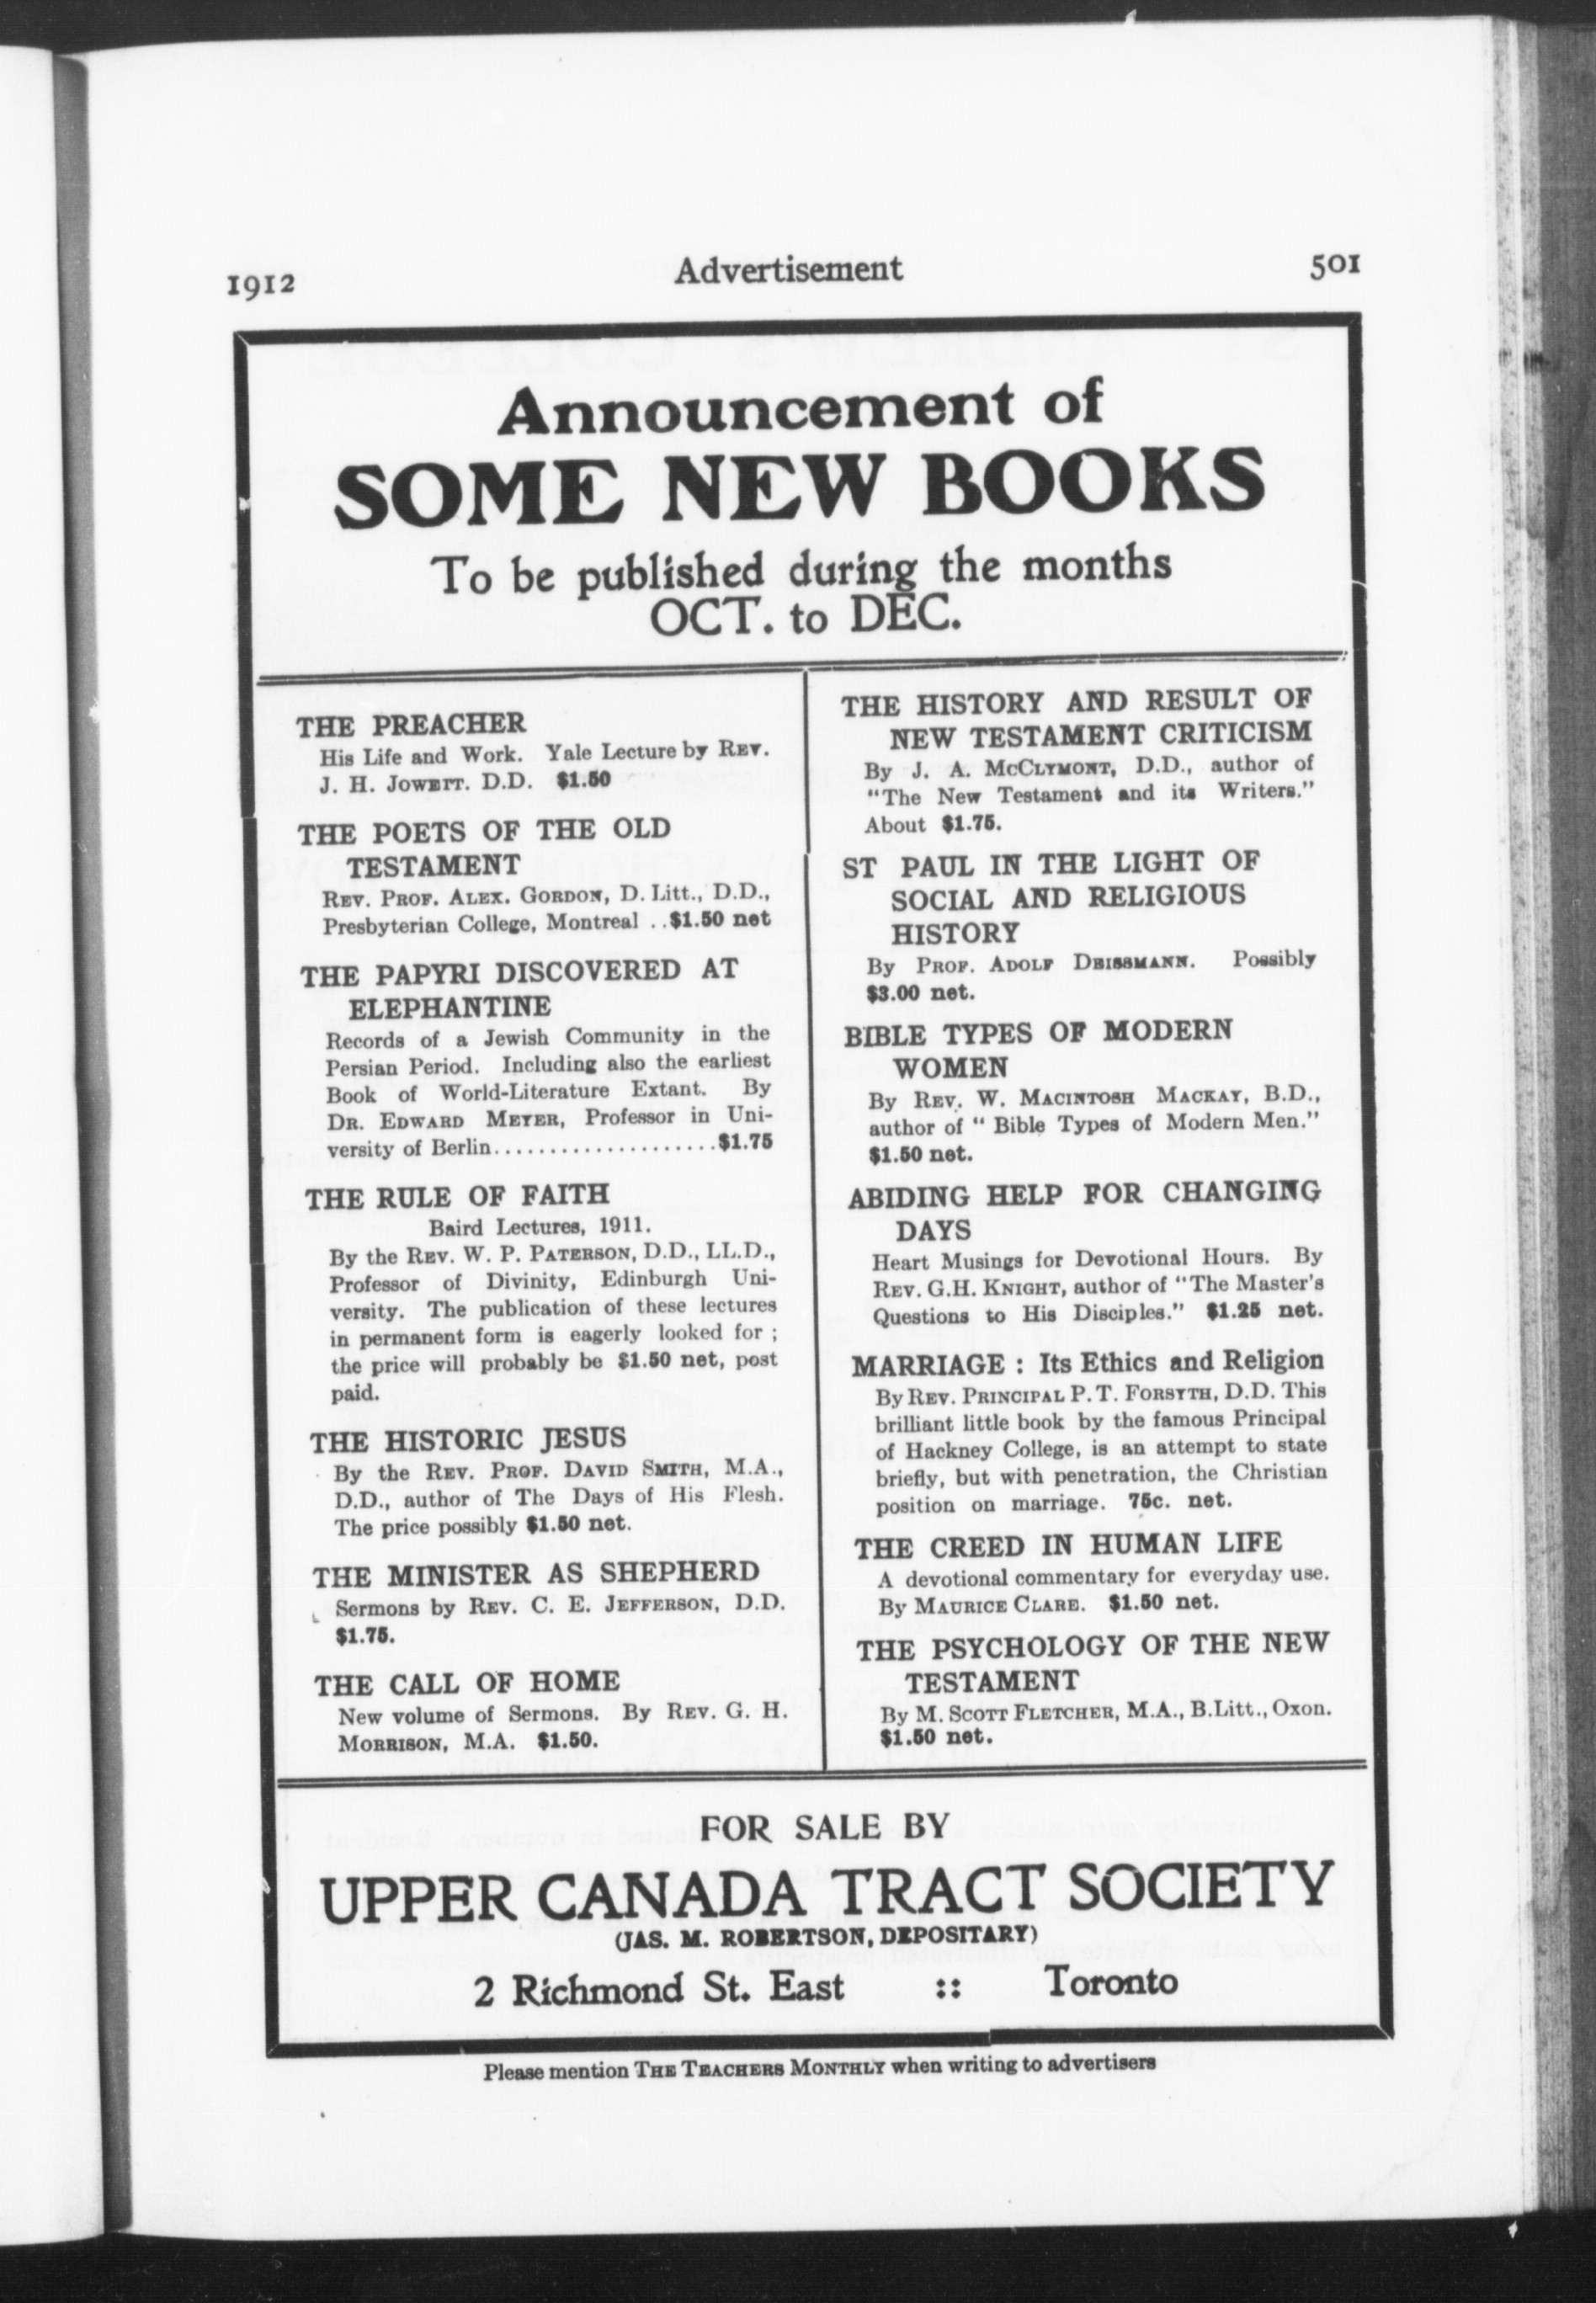 1912
Advertisement
501
Announcement of
SOME NEW BOOKS
To be published during the months
OCT. to DEC.
THE PREACHER
His Life and Work. Yale Lecture by REV.
J. H. JOWETT. D.D. $1.50
THE POETS OF THE OLD
TESTAMENT
REV. PROF. ALEX. GORDON, D. Litt., D.D.,
Presbyterian College, Montreal ..$1.50 net
THE PAPYRI DISCOVERED AT
ELEPHANTINE
Records of a Jewish Community in the
Persian Period. Including also the earliest
Book of World-Literature Extant. By
DR. EDWARD MEYER, Professor in Uni-
versity of Berlin....................$1.75
THE RULE OF FAITH
Baird Lectures, 1911.
By the REV. W. P. PATERSON, D.D., LL.D.,
Professor of Divinity, Edinburgh Uni-
versity. The publication of these lectures
in permanent form is eagerly looked for ;
the price will probably be $1.50 net, post
paid.
THE HISTORIC JESUS
By the REV. PROF. DAVID SMITH, M.A.,
D.D., author of The Days of His Flesh.
The price possibly $1.50 net.
THE MINISTER AS SHEPHERD
Sermons by REV. C. E. JEFFERSON, D.D.
$1.75.
THE CALL OF HOME
New volume of Sermons. By REV. G. H.
MORRISON, M.A. $1.50.
THE HISTORY AND RESULT OF
NEW TESTAMENT CRITICISM
By J. A. MCCLYMONT, D.D., author of
"The New Testament and its Writers."
About $1.75.
ST PAUL IN THE LIGHT OF
SOCIAL AND RELIGIOUS
HISTORY
By PROF. ADOLF DEISSMANN. Possibly
$3.00 net.
BIBLE TYPES OF MODERN
WOMEN
By REV. W. MACINTOSH MACKAY, B.D.,
author of " Bible Types of Modern Men."
$1.50 net.
ABIDING HELP FOR CHANGING
DAYS
Heart Musings for Devotional Hours. By
REV. G.H. KNIGHT, author of "The Master's
Questions to His Disciples." $1.25 net.
MARRIAGE : Its Ethics and Religion
By REV. PRINCIPAL P. T. FORSYTH, D.D. This
brilliant little book by the famous Principal
of Hackney College, is an attempt to state
briefly, but with penetration, the Christian
position on marriage. 75c. net.
THE CREED IN HUMAN LIFE
A devotional commentary for everyday use.
By MAURICE CLARE. $1.50 net.
THE PSYCHOLOGY OF THE NEW
TESTAMENT
By M. SCOTT FLETCHER, M.A., B.Litt., Oxon.
$1.50 net.
FOR SALE BY
UPPER CANADA TRACT SOCIETY
(JAS. M. ROBERTSON, DEPOSITARY)
2 Richmond St. East :: Toronto
Please mention THE TEACHERS MONTHLY when writing to advertisers